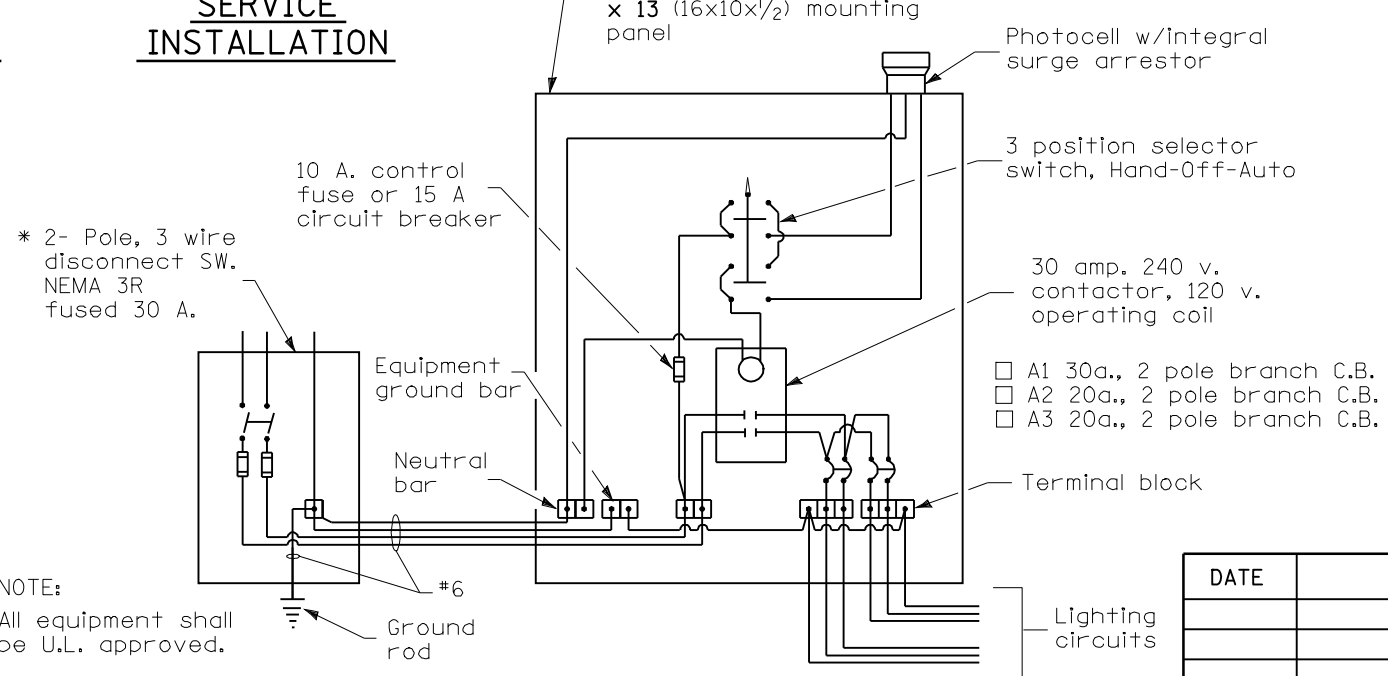 SERVICE
INSTALLATION
x 13 (16x10x1/2) mounting
panel
Photocell w/integral
surge arrestor
3 position selector
switch, Hand-Off-Auto
10 A. control
fuse or 15 A
circuit breaker
* 2- Pole, 3 wire
disconnect SW.
NEMA 3R
fused 30 A.
30 amp. 240 v.
contactor, 120 v.
operating coil
Equipment
ground bar
A1 30a., 2 pole branch C.B.
A2 20a., 2 pole branch C.B.
A3 20a., 2 pole branch C.B.
Neutral
bar
Terminal block
#6
NOTE:
All equipment shall
be U.L. approved.
Ground
rod
Lighting
circuits
DATE